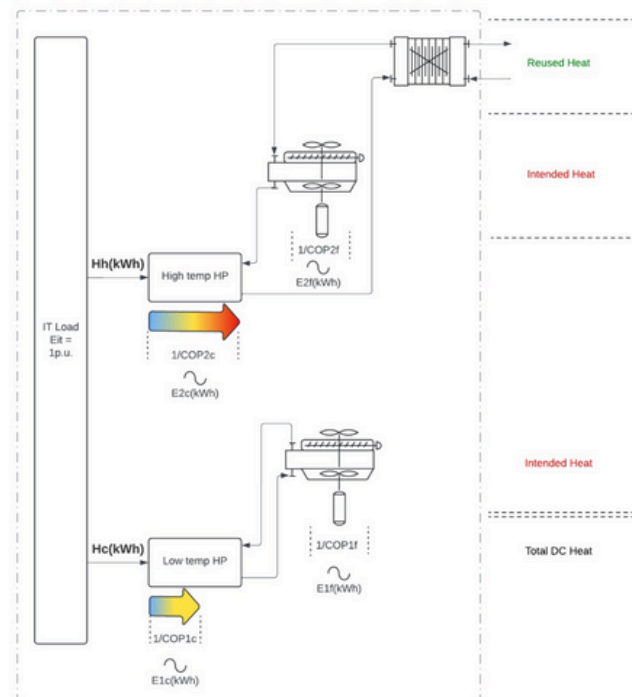 Reused Heat
Intended Heat
1/COP2f
E2f(kWh)
Hh(kWh)
High temp HP
IT Load
Eit =
1p.u.
1/COP2c
E2c(kWh)
Intended Heat
Hc(kWh)
Low temp HP
1/COP1f
Total DC Heat
E1f(kWh)
1/COP1c
E1c(kWh)